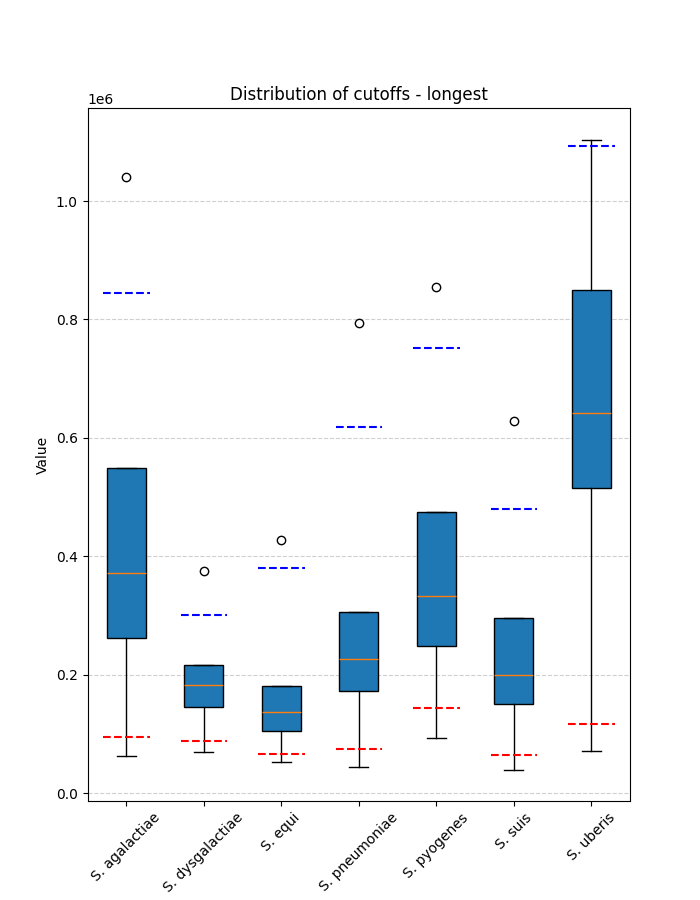 Distribution of cutoffs - longest
1e6
1.0
0.8
0.6
0.4
0.2
0.0
Value
S. agalactiae
S. dysgalactiae
S. equi
S. pneumoniae
S. pyogenes
S. suis
S. uberis